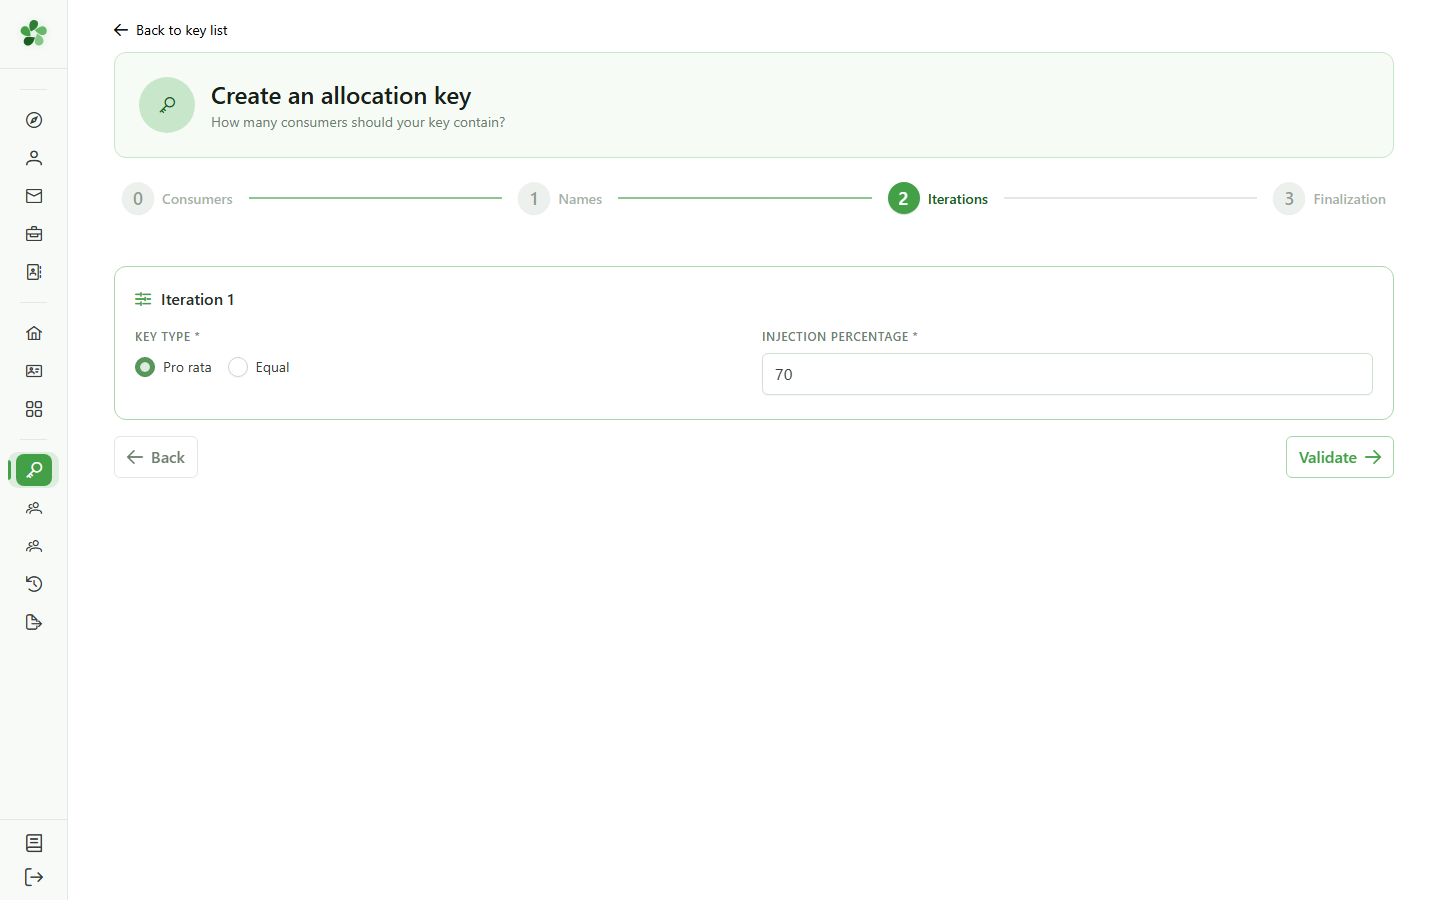 Back to key list
Create an allocation key
How many consumers should your key contain?
0 Consumers 1 Names 2 Iterations 3 Finalization
Iteration 1
KEY TYPE * INJECTION PERCENTAGE *
Pro rata Equal
70
Back Validate